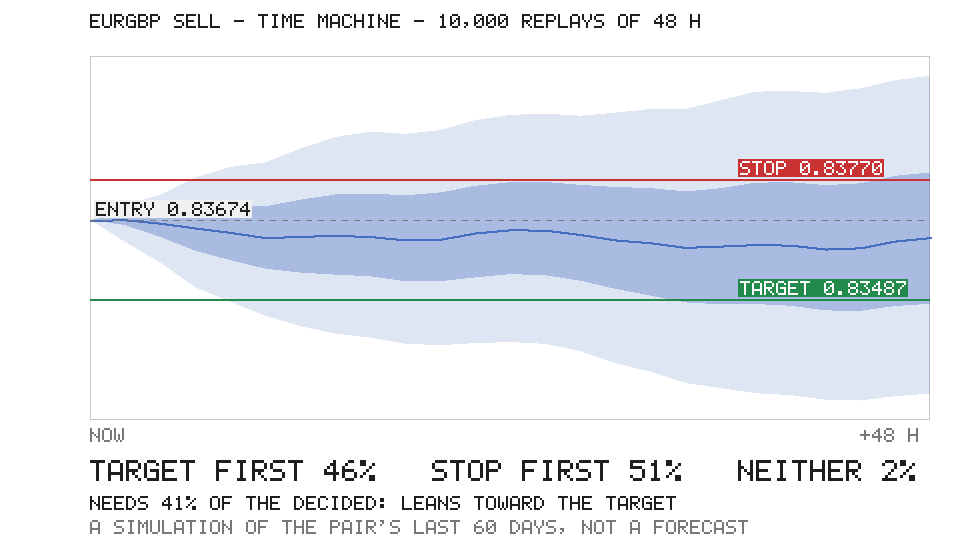 EURGBP SELL - TIME MACHINE - 10,000 REPLAYS OF 48 H
STOP 0.83770
ENTRY 0.83674
TARGET 0.83487
NOW +48 H
TARGET FIRST 46% STOP FIRST 51% NEITHER 2%
NEEDS 41% OF THE DECIDED: LEANS TOWARD THE TARGET
A SIMULATION OF THE PAIR'S LAST 60 DAYS, NOT A FORECAST